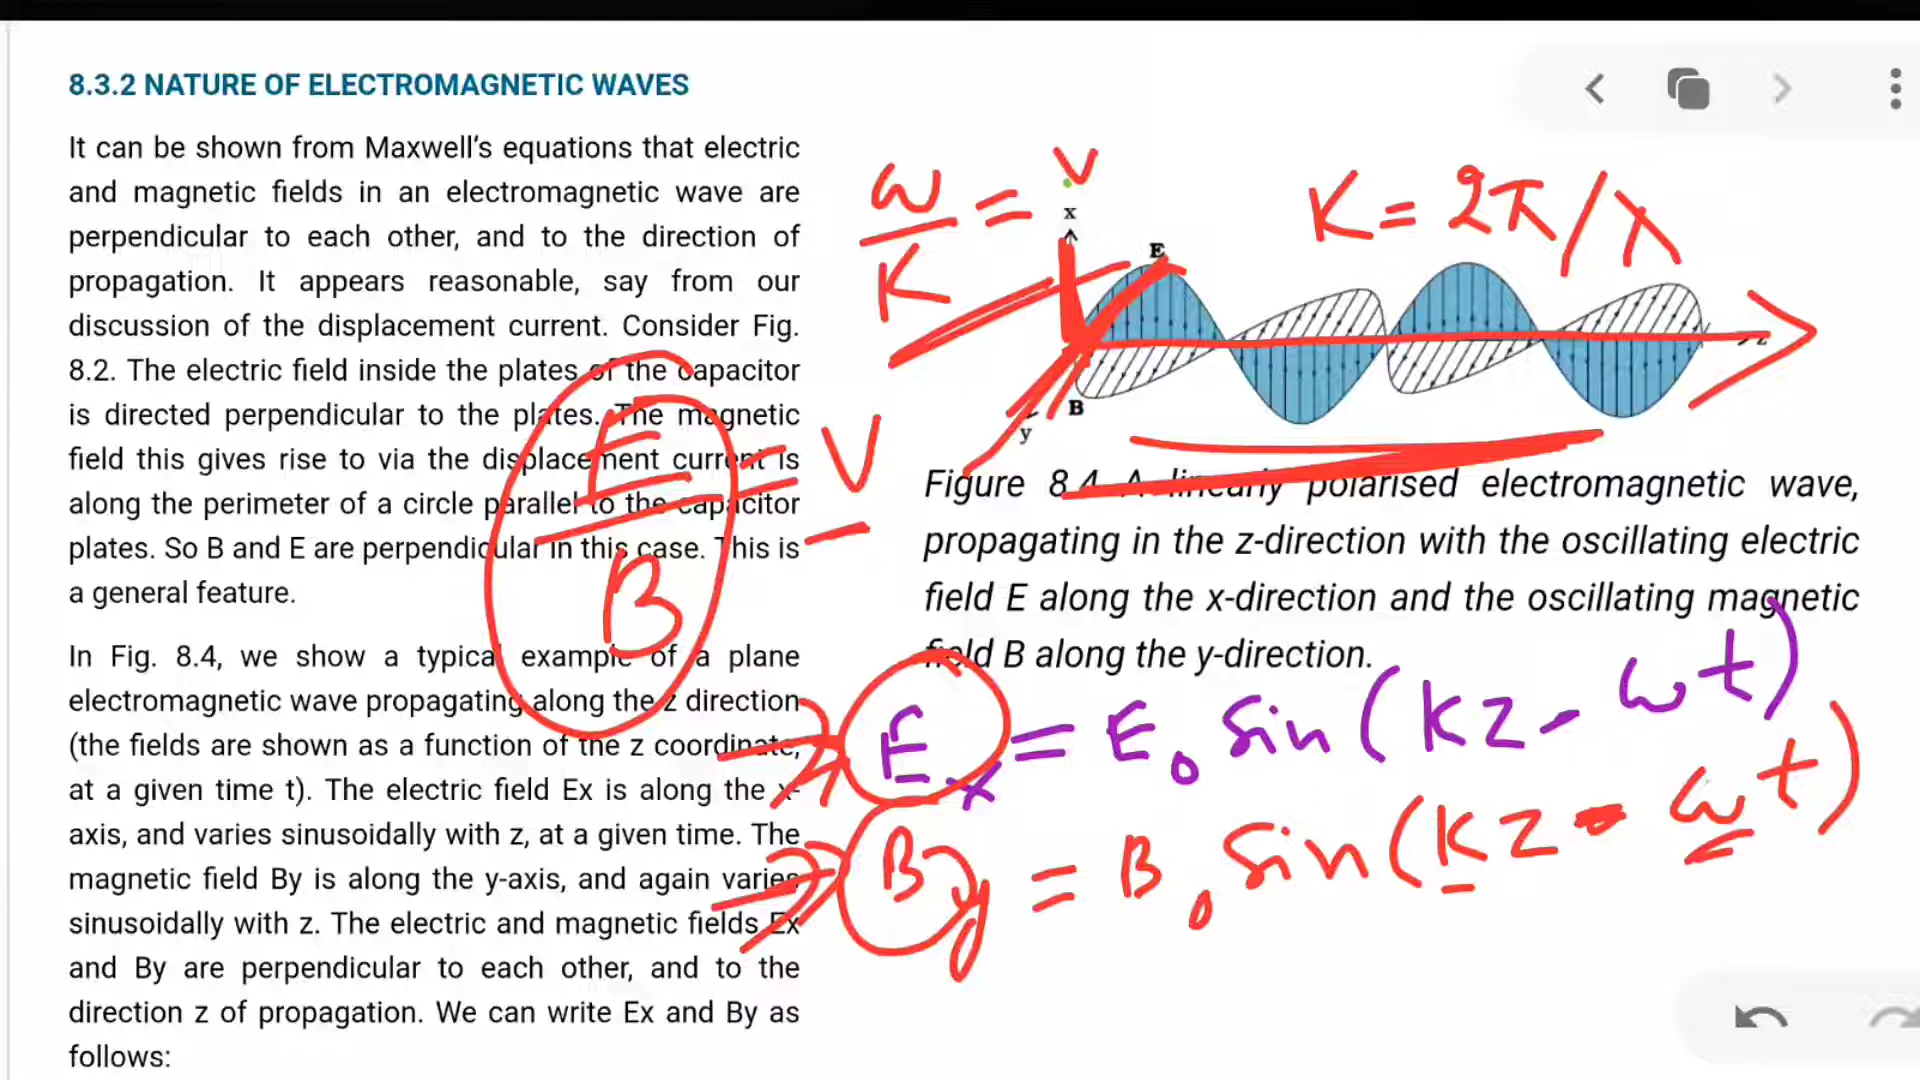 8.3.2 NATURE OF ELECTROMAGNETIC WAVES
It can be shown from Maxwell's equations that electric
and magnetic fields in an electromagnetic wave are
perpendicular to each other, and to the direction of
propagation. It appears reasonable, say from our
discussion of the displacement current. Consider Fig.
8.2. The electric field inside the plates of the capacitor
is directed perpendicular to the plates. The magnetic
field this gives rise to via the displacement current is
along the perimeter of a circle parallel to the capacitor
plates. So B and E are perpendicular in this case. This is
a general feature.
In Fig. 8.4, we show a typical example of a plane
electromagnetic wave propagating along the z direction
(the fields are shown as a function of the z coordinate,
at a given time t). The electric field Ex is along the x-
axis, and varies sinusoidally with z, at a given time. The
magnetic field By is along the y-axis, and again varies
sinusoidally with z. The electric and magnetic fields Ex
and By are perpendicular to each other, and to the
direction z of propagation. We can write Ex and By as
follows:
E/B = V
ω/K = V
K = 2π/λ
x
E
z
B
y
Figure 8.4 A linearly polarised electromagnetic wave,
propagating in the z-direction with the oscillating electric
field E along the x-direction and the oscillating magnetic
field B along the y-direction.
Ex = E₀ sin(kz - ωt)
By = B₀ sin(kz - ωt)